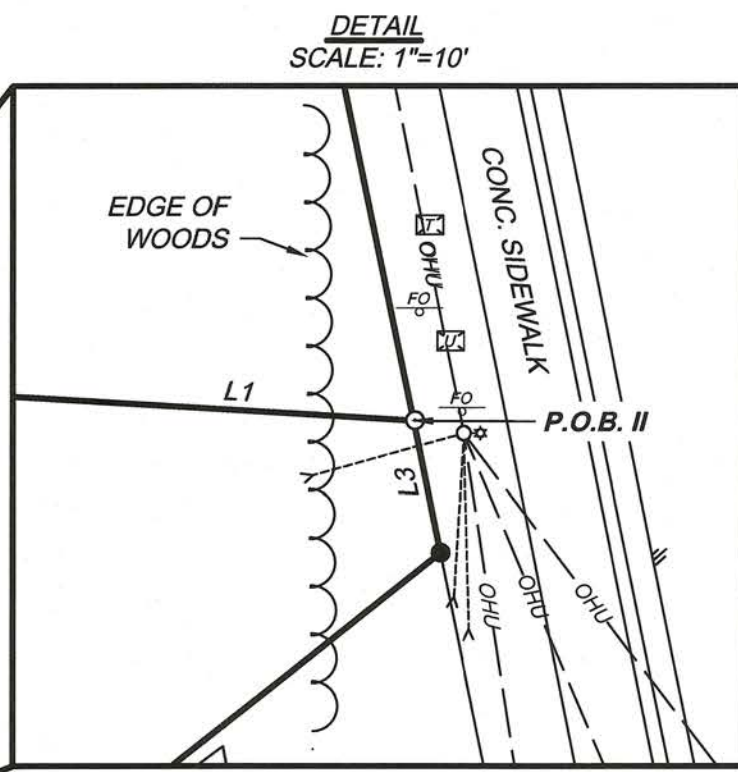 DETAIL
SCALE: 1"=10'
EDGE OF
WOODS
CONC. SIDEWALK
T
OHU
FO
U
L1
FO
P.O.B. II
L3
OHU
OHU
OHU